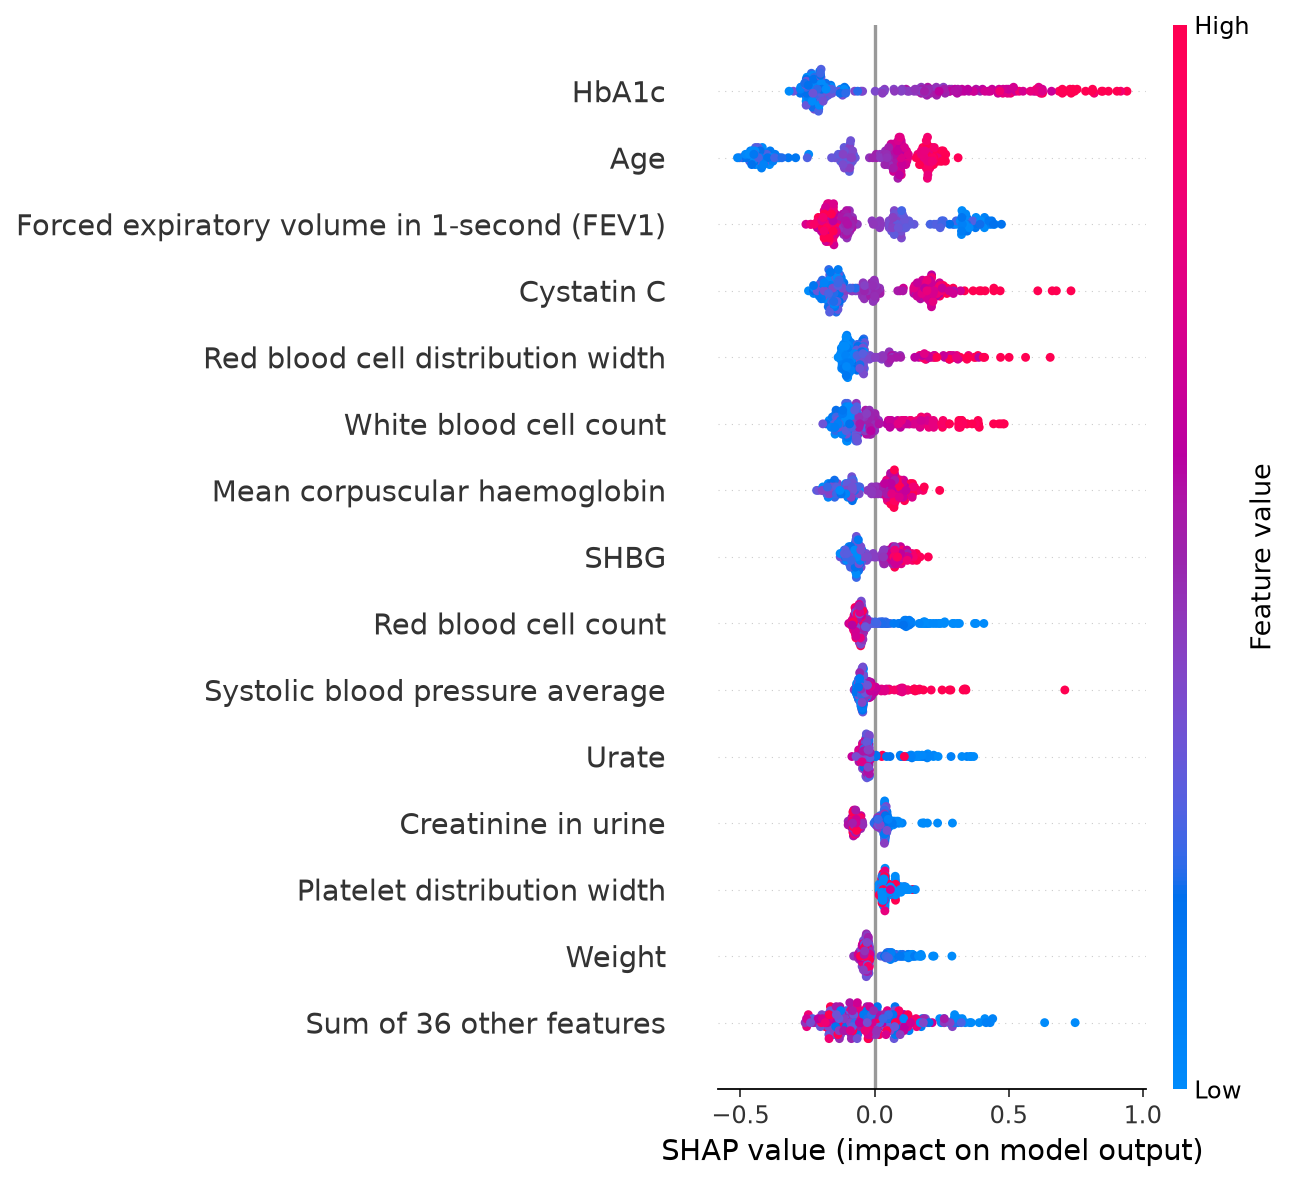 High
HbA1c
Age
Forced expiratory volume in 1-second (FEV1)
Cystatin C
Red blood cell distribution width
White blood cell count
Mean corpuscular haemoglobin
SHBG
Red blood cell count
Systolic blood pressure average
Urate
Creatinine in urine
Platelet distribution width
Weight
Sum of 36 other features
Feature value
Low
−0.5 0.0 0.5 1.0
SHAP value (impact on model output)